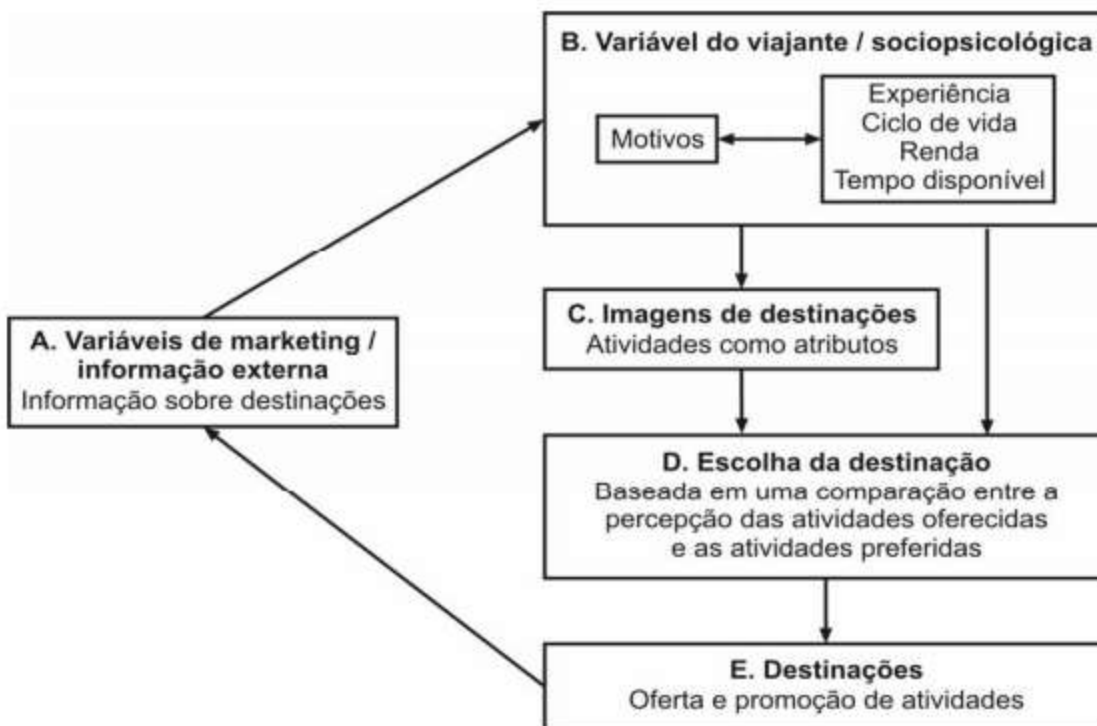 B. Variável do viajante / sociopsicológica
Motivos
Experiência
Ciclo de vida
Renda
Tempo disponível
C. Imagens de destinações
Atividades como atributos
A. Variáveis de marketing /
informação externa
Informação sobre destinações
D. Escolha da destinação
Baseada em uma comparação entre a
percepção das atividades oferecidas
e as atividades preferidas
E. Destinações
Oferta e promoção de atividades